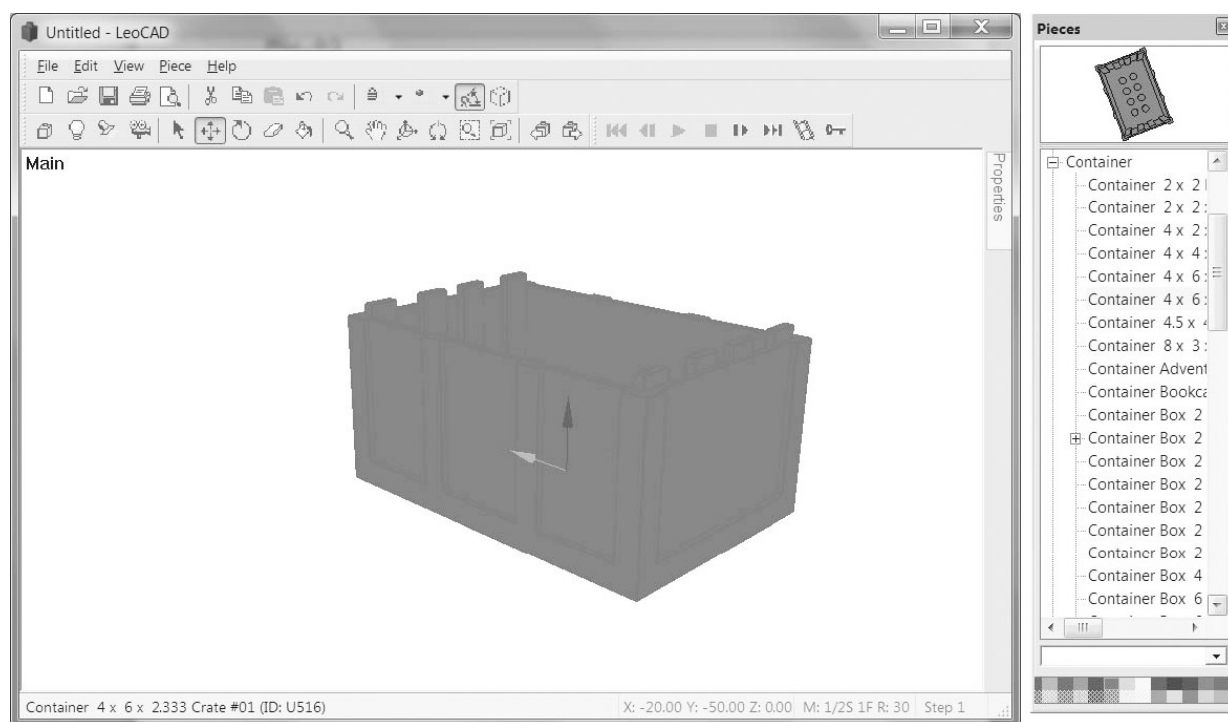 Untitled - LeoCAD
File Edit View Piece Help
Main
Properties
Container 4 x 6 x 2.333 Crate #01 (ID: U516)
X: -20.00 Y: -50.00 Z: 0.00 M: 1/2S 1F R: 30 Step 1
Pieces
Container
Container 2 x 2
Container 2 x 2
Container 4 x 2
Container 4 x 4
Container 4 x 6
Container 4 x 6
Container 4.5 x
Container 8 x 3
Container Advent
Container Bookca
Container Box 2
Container Box 2
Container Box 2
Container Box 2
Container Box 2
Container Box 2
Container Box 2
Container Box 4
Container Box 6